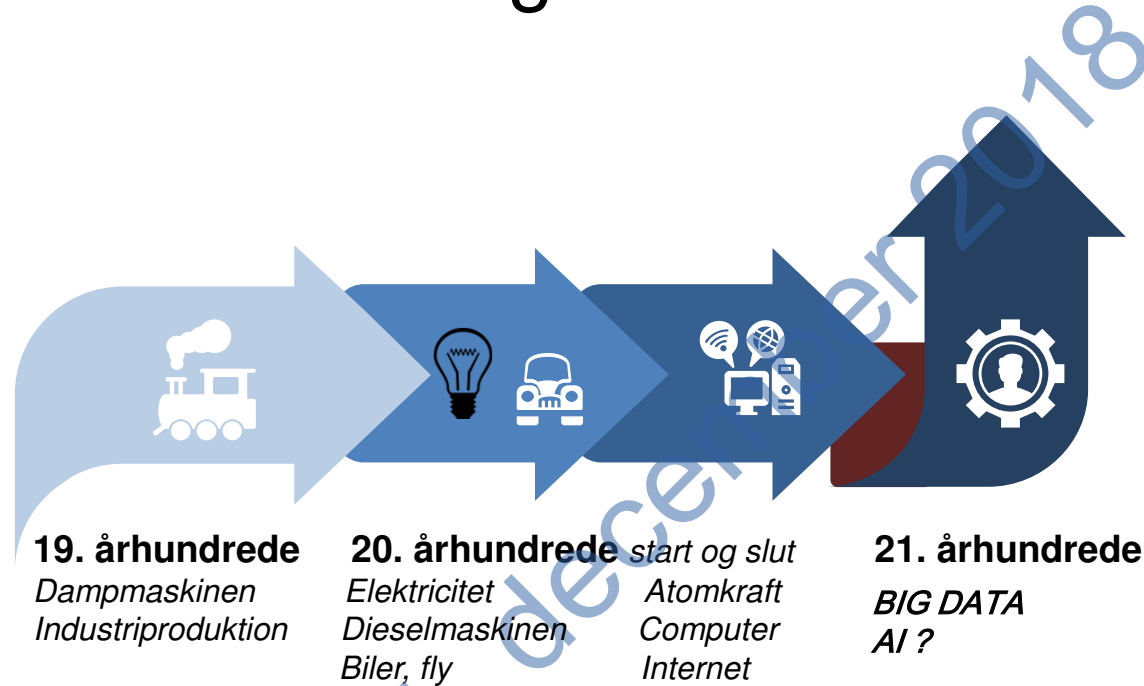 19. århundrede
Dampmaskinen
Industriproduktion
20. århundrede start og slut
Elektricitet
Dieselmaskinen
Biler, fly
Atomkraft
Computer
Internet
21. århundrede
BIG DATA
AI ?
december 2018